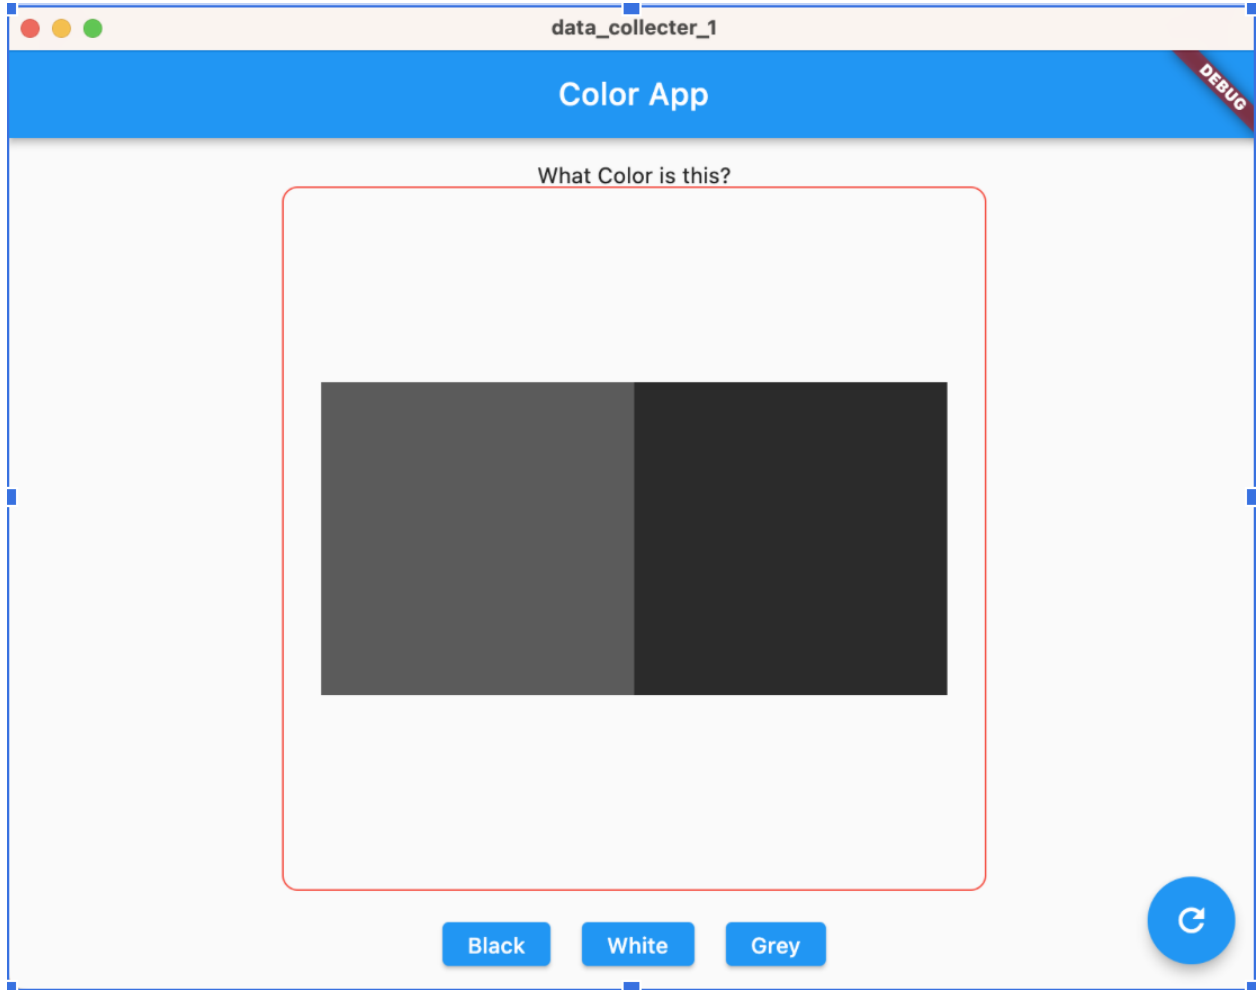 data_collecter_1
Color App
DEBUG
What Color is this?
Black
White
Grey